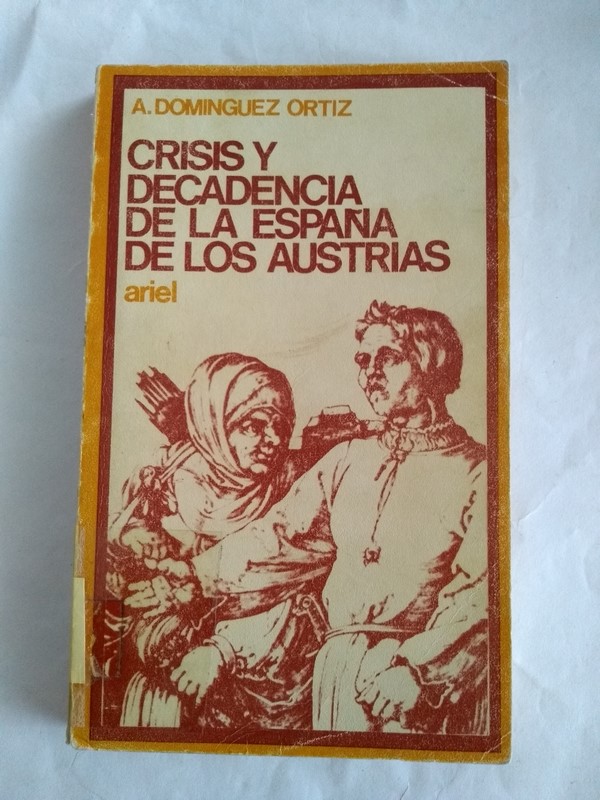 A. DOMINGUEZ ORTIZ
CRISIS Y
DECADENCIA
DE LA ESPAÑA
DE LOS AUSTRIAS
ariel